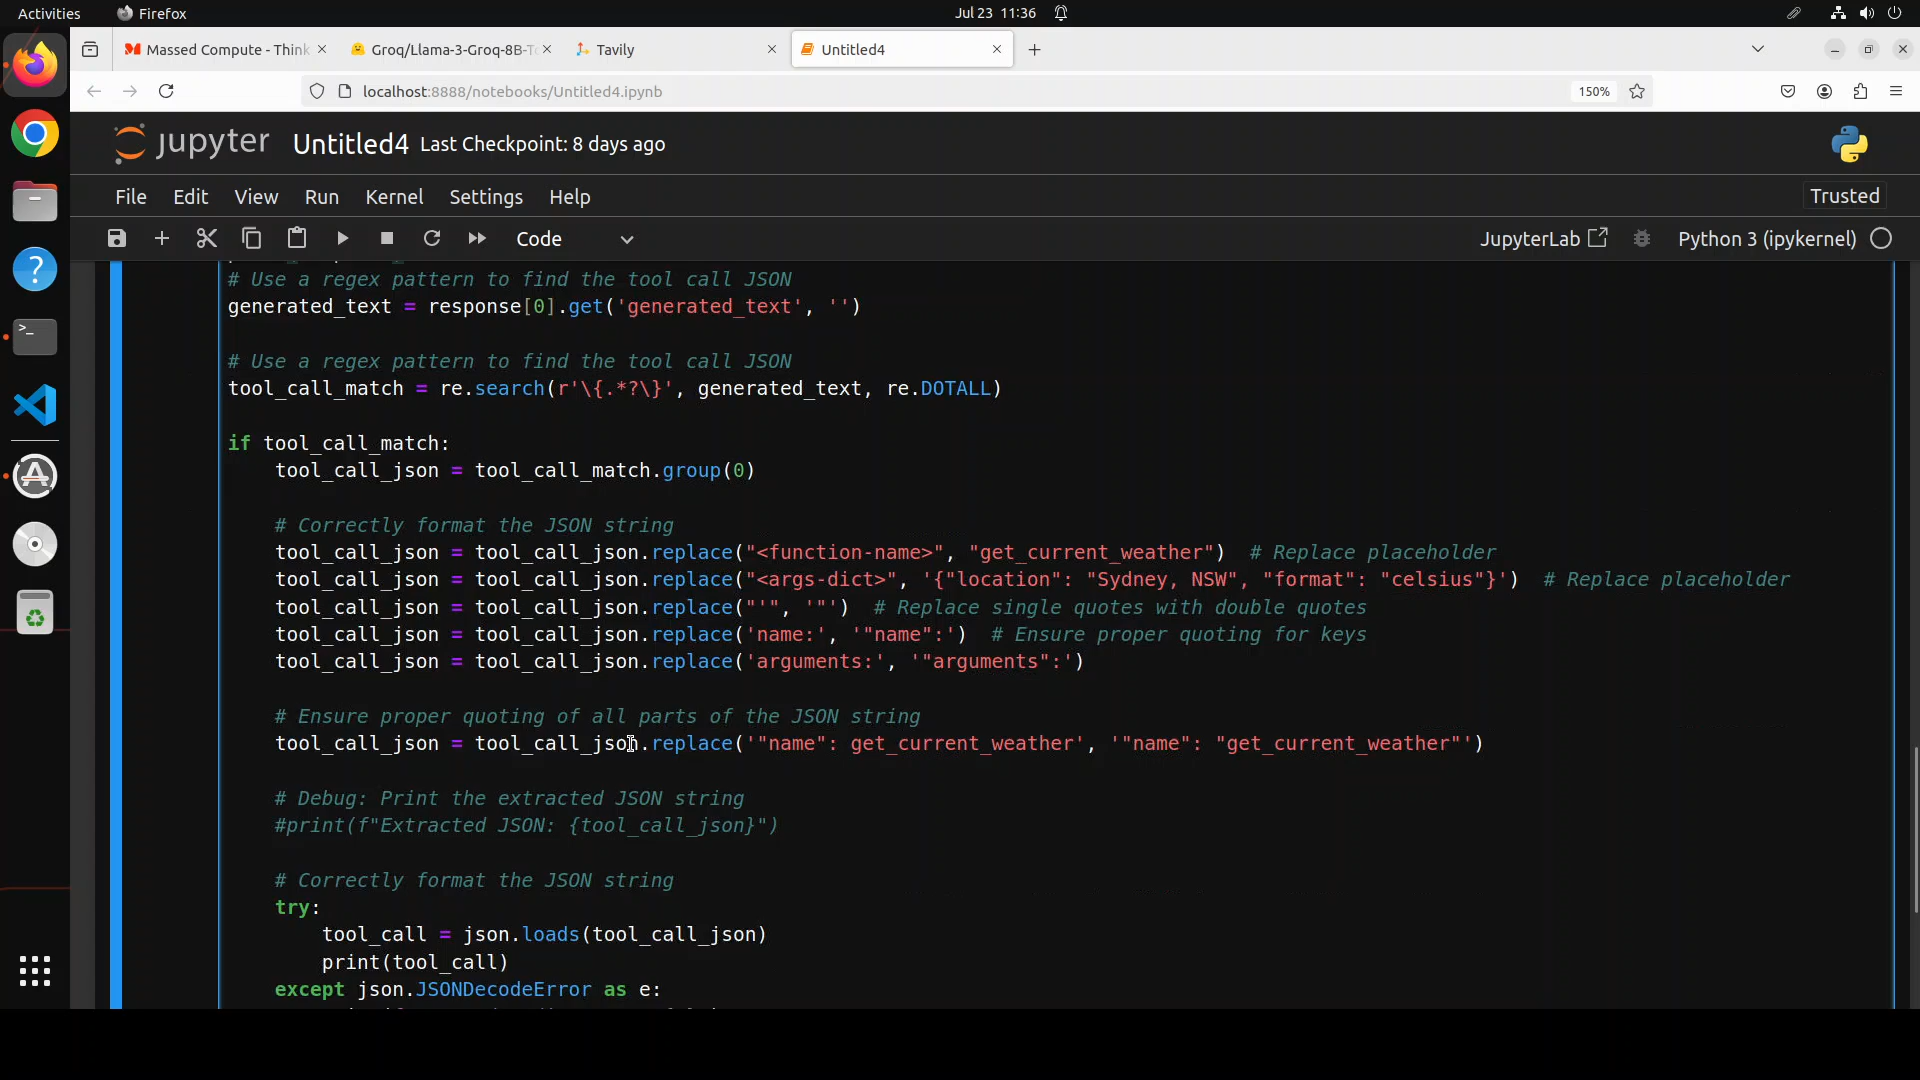 Activities
Firefox
Jul 23 11:36
Massed Compute - Think
Groq/Llama-3-Groq-8B-To
Tavily
Untitled4
localhost:8888/notebooks/Untitled4.ipynb
150%
jupyter Untitled4 Last Checkpoint: 8 days ago
File Edit View Run Kernel Settings Help
Trusted
Code
JupyterLab
Python 3 (ipykernel)
# Use a regex pattern to find the tool call JSON
generated_text = response[0].get('generated_text', '')
# Use a regex pattern to find the tool call JSON
tool_call_match = re.search(r'\{.*?\}', generated_text, re.DOTALL)
if tool_call_match:
tool_call_json = tool_call_match.group(0)
# Correctly format the JSON string
tool_call_json = tool_call_json.replace("<function-name>", "get_current_weather")  # Replace placeholder
tool_call_json = tool_call_json.replace("<args-dict>", '{"location": "Sydney, NSW", "format": "celsius"}')  # Replace placeholder
tool_call_json = tool_call_json.replace("'", '"')  # Replace single quotes with double quotes
tool_call_json = tool_call_json.replace('name:', '"name":')  # Ensure proper quoting for keys
tool_call_json = tool_call_json.replace('arguments:', '"arguments":')
# Ensure proper quoting of all parts of the JSON string
tool_call_json = tool_call_json.replace('"name": get_current_weather', '"name": "get_current_weather"')
# Debug: Print the extracted JSON string
#print(f"Extracted JSON: {tool_call_json}")
# Correctly format the JSON string
try:
tool_call = json.loads(tool_call_json)
print(tool_call)
except json.JSONDecodeError as e: